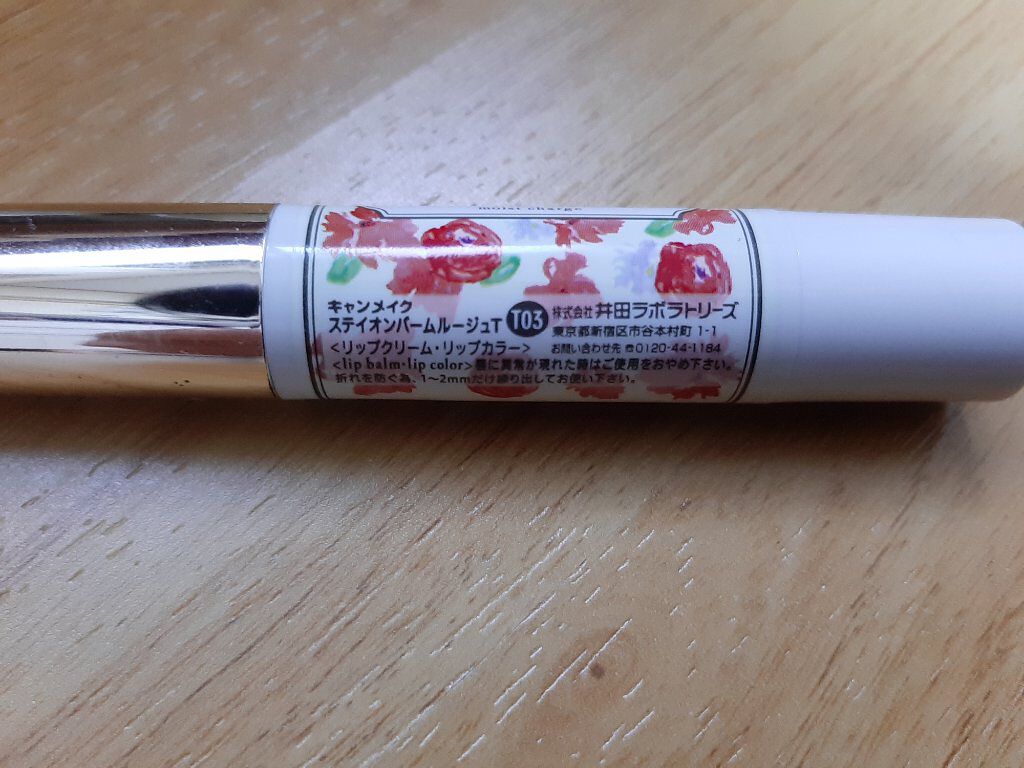 moist charge
キャンメイク
ステイオンバームルージュT T03 株式会社 井田ラボラトリーズ
東京都新宿区市谷本村町 1-1
<リップクリーム・リップカラー> お問い合わせ先 ☎0120-44-1184
<lip balm・lip color>唇に異常が現れた時はご使用をおやめ下さい。
折れを防ぐ為、1～2mmだけ繰り出してお使い下さい。